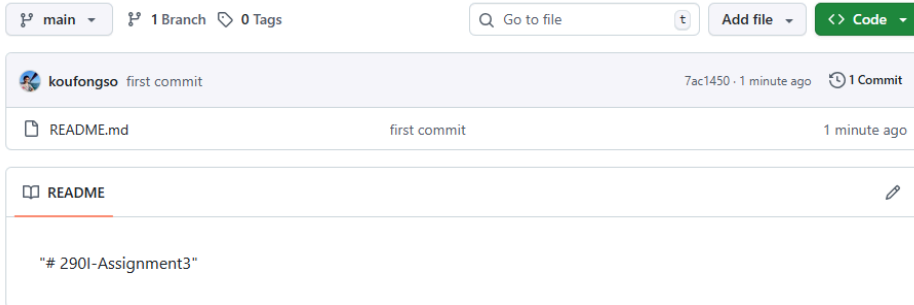 main 1 Branch 0 Tags Go to file t Add file <> Code
koufongso first commit 7ac1450 · 1 minute ago 1 Commit
README.md first commit 1 minute ago
README
"# 290I-Assignment3"